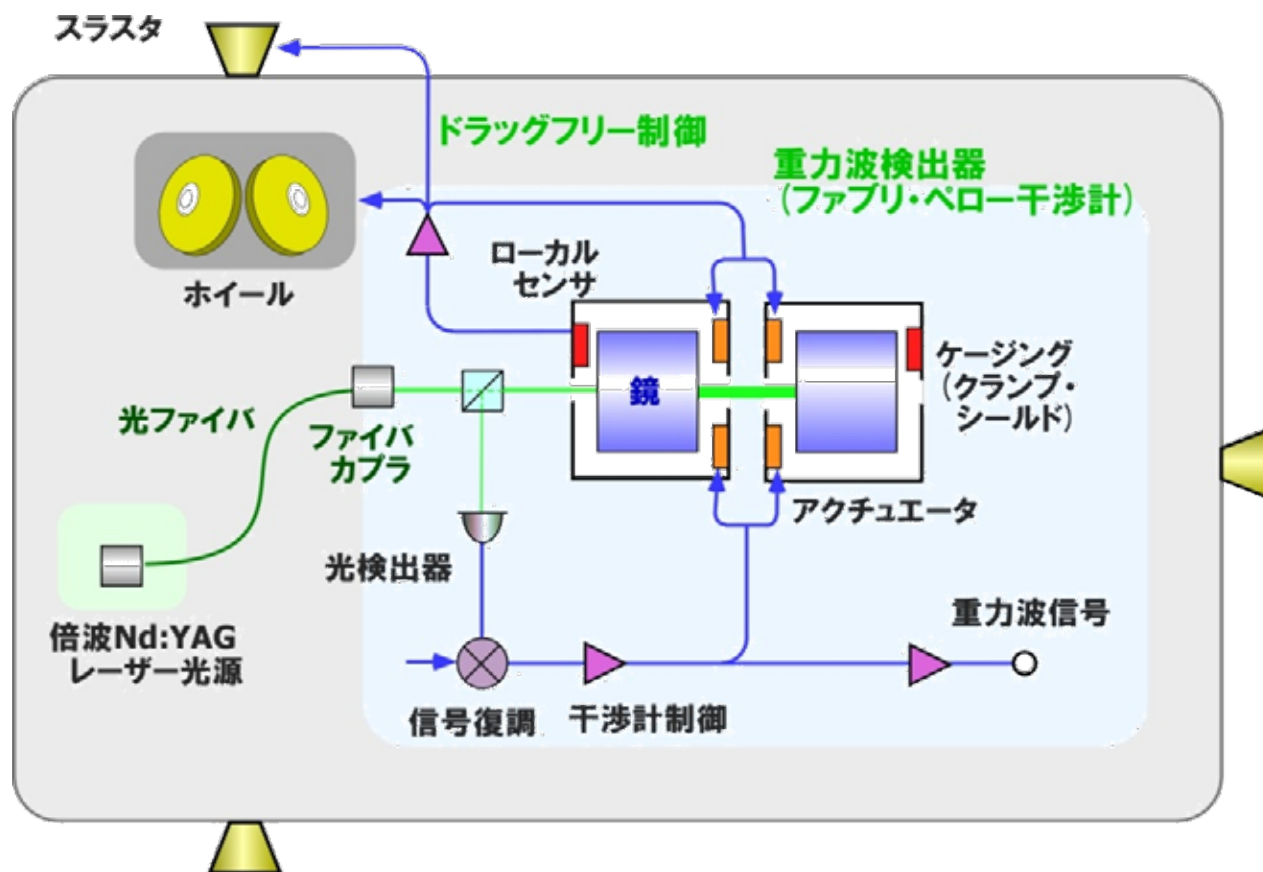 スラスタ
ドラッグフリー制御
重力波検出器
(ファブリ・ペロー干渉計)
ローカル
センサ
ホイール
ケージング
(クランプ・
シールド)
鏡
光ファイバ
ファイバ
カプラ
アクチュエータ
光検出器
重力波信号
倍波Nd:YAG
レーザー光源
信号復調
干渉計制御